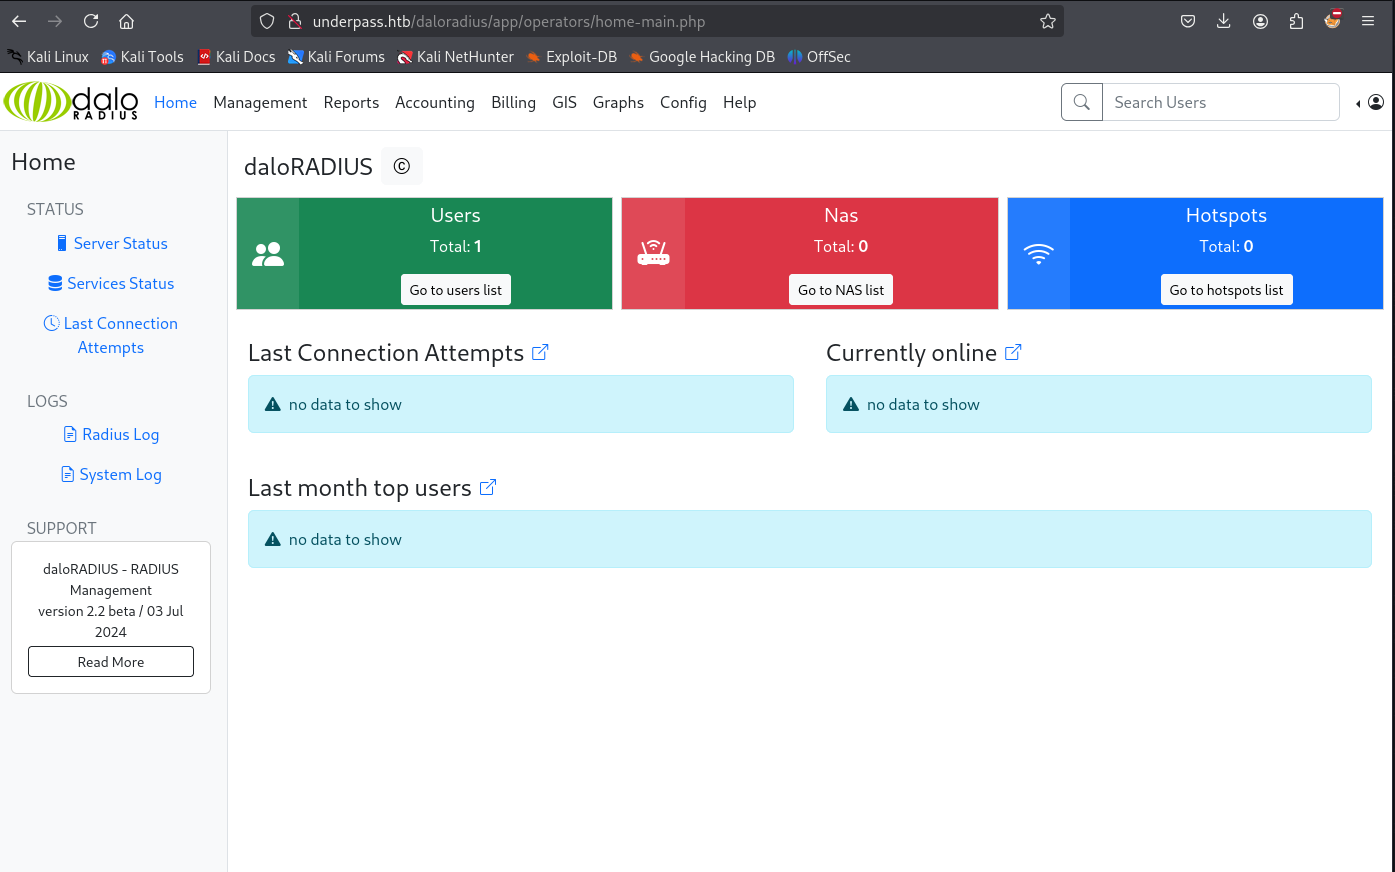 underpass.htb/daloradius/app/operators/home-main.php
Kali Linux Kali Tools Kali Docs Kali Forums Kali NetHunter Exploit-DB Google Hacking DB OffSec
dalo
RADIUS
Home Management Reports Accounting Billing GIS Graphs Config Help
Search Users
Home
STATUS
Server Status
Services Status
Last Connection
Attempts
LOGS
Radius Log
System Log
SUPPORT
daloRADIUS - RADIUS
Management
version 2.2 beta / 03 Jul
2024
Read More
daloRADIUS ©
Users
Total: 1
Go to users list
Nas
Total: 0
Go to NAS list
Hotspots
Total: 0
Go to hotspots list
Last Connection Attempts
no data to show
Currently online
no data to show
Last month top users
no data to show